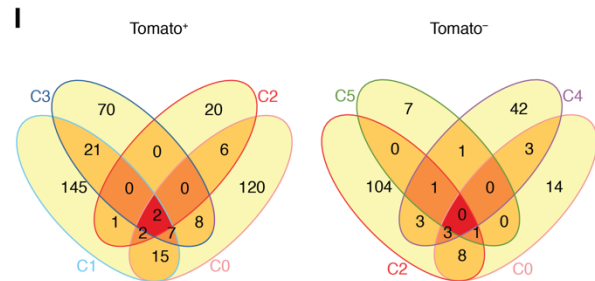 I
Tomato⁺ Tomato⁻
C3 70 20 C2 C5 7 42 C4
21 0 6 0 1 3
145 0 0 120 104 1 0 14
1 2 8 3 0 0
2 7 3 1
15 8
C1 C0 C2 C0